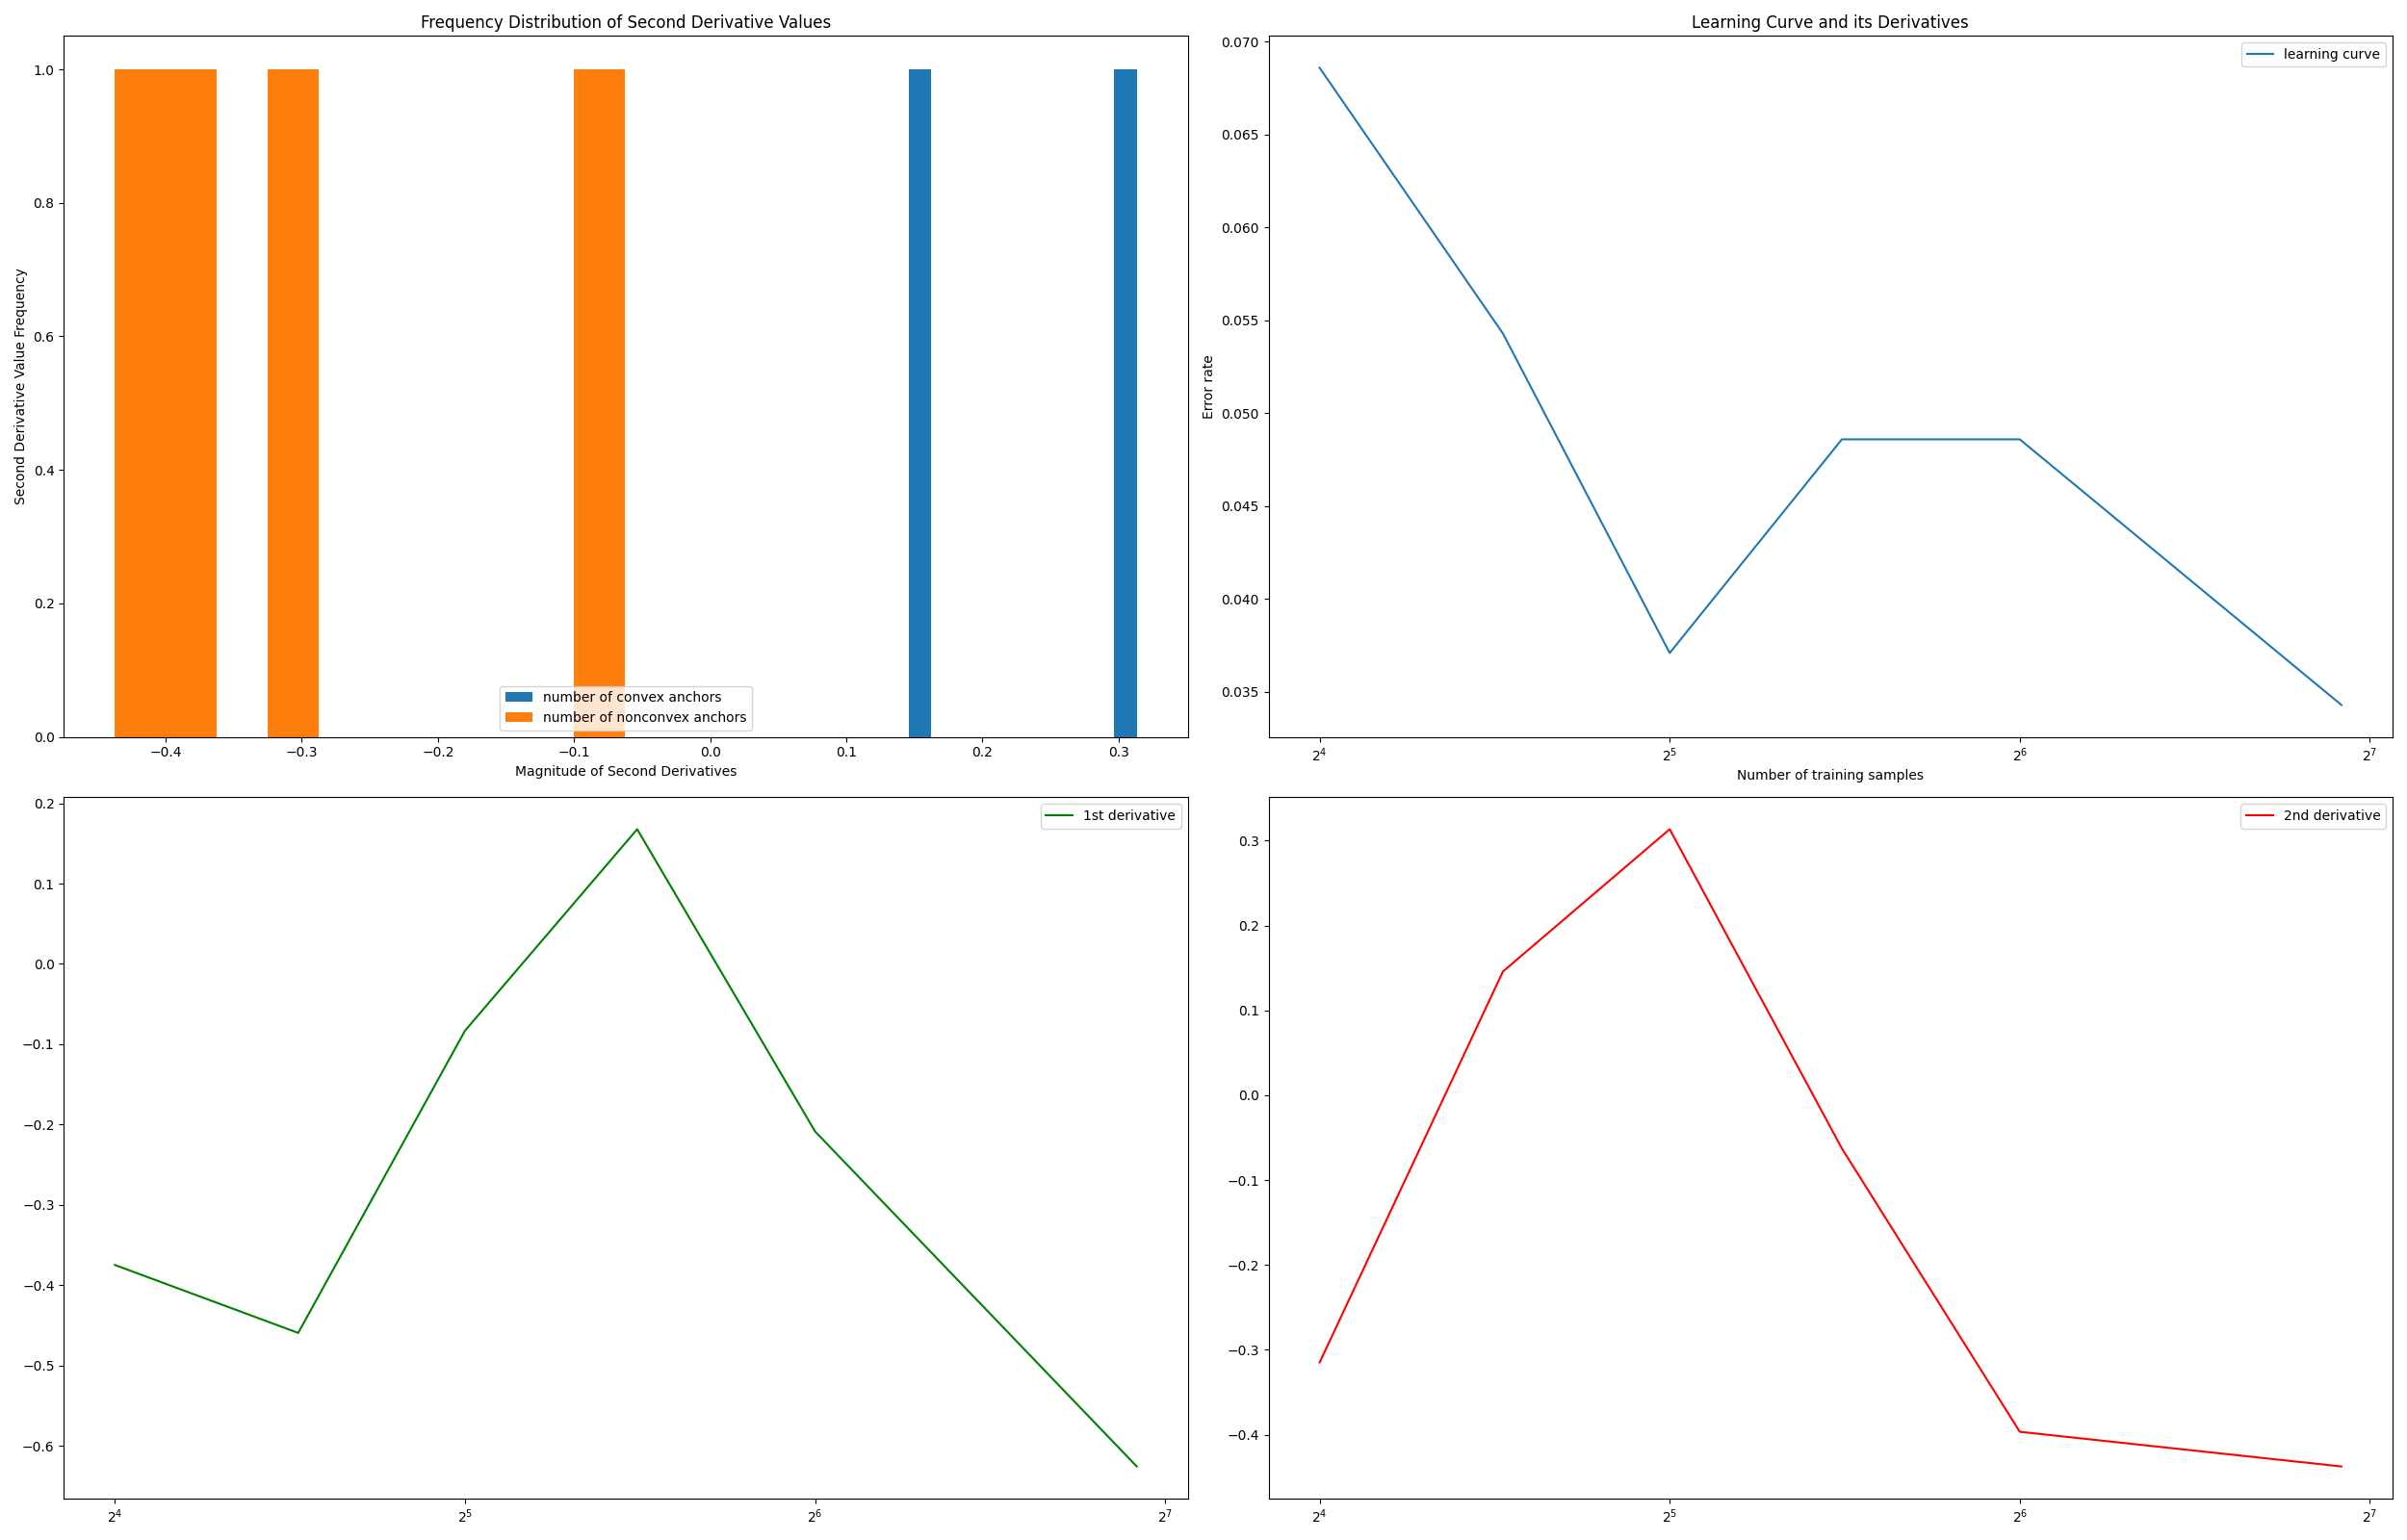 Frequency Distribution of Second Derivative Values
Second Derivative Value Frequency
1.0
0.8
0.6
0.4
0.2
0.0
number of convex anchors
number of nonconvex anchors
−0.4 −0.3 −0.2 −0.1 0.0 0.1 0.2 0.3
Magnitude of Second Derivatives
Learning Curve and its Derivatives
learning curve
Error rate
0.070
0.065
0.060
0.055
0.050
0.045
0.040
0.035
2⁴ 2⁵ 2⁶ 2⁷
Number of training samples
1st derivative
0.2
0.1
0.0
−0.1
−0.2
−0.3
−0.4
−0.5
−0.6
2⁴ 2⁵ 2⁶ 2⁷
2nd derivative
0.3
0.2
0.1
0.0
−0.1
−0.2
−0.3
−0.4
2⁴ 2⁵ 2⁶ 2⁷